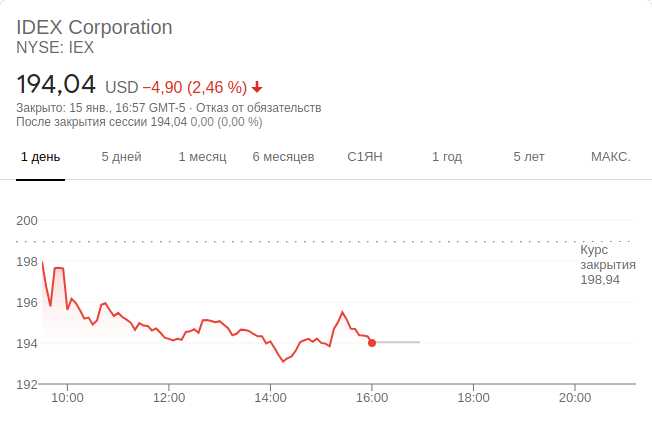 IDEX Corporation
NYSE: IEX
194,04 USD −4,90 (2,46 %)
Закрыто: 15 янв., 16:57 GMT-5 · Отказ от обязательств
После закрытия сессии 194,04 0,00 (0,00 %)
1 день 5 дней 1 месяц 6 месяцев С1ЯН 1 год 5 лет МАКС.
200
Курс
закрытия
198,94
198
196
194
192
10:00 12:00 14:00 16:00 18:00 20:00